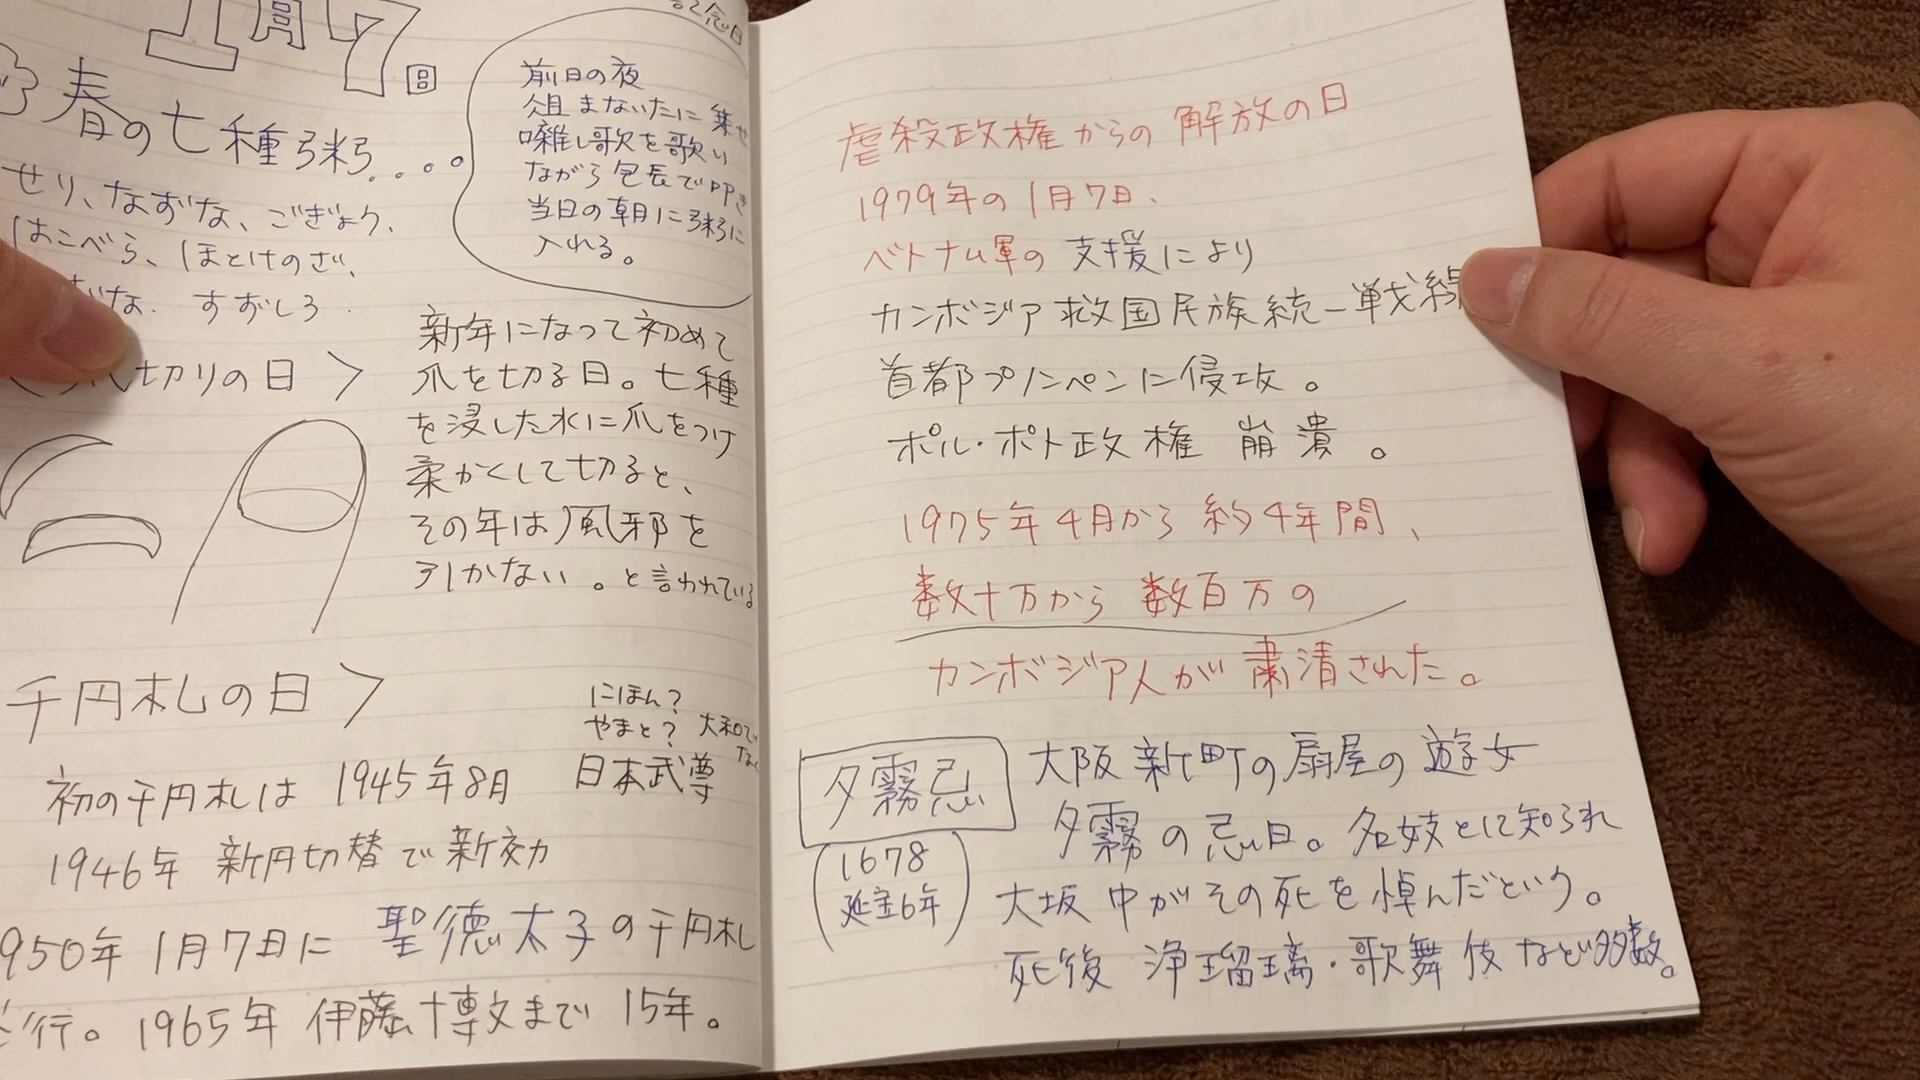 記念日
1月7日
春の七種粥....
せり、なずな、ごぎょう、
はこべら、ほとけのざ、
ずな. すずしろ.
前日の夜
俎 まないたに乗せ
囃し歌を歌い
ながら包丁で叩き
当日の朝に粥に
入れる。
爪切りの日 >
新年になって初めて
爪を切る日。七種
を浸した水に爪をつけ
柔かくして切ると、
その年は風邪を
引かない。と言われている
千円札の日 >
初の千円札は 1945年8月
にほん?
やまと? 大和で
日本武尊
1946年 新円切替で新効力
950年 1月7日に 聖徳太子の千円札
行。1965年 伊藤博文まで 15年。
虐殺政権からの解放の日
1979年の1月7日、
ベトナム軍の支援により
カンボジア救国民族統一戦線
首都プノンペンに侵攻。
ポル・ポト政権 崩潰。
1975年4月から約4年間、
数十万から数百万の
カンボジア人が粛清された。
夕霧忌
(1678
延宝6年)
大阪新町の扇屋の遊女
夕霧の忌日。名妓とに知られ
大坂中がその死を悼んだという。
死後 浄瑠璃・歌舞伎など多数。